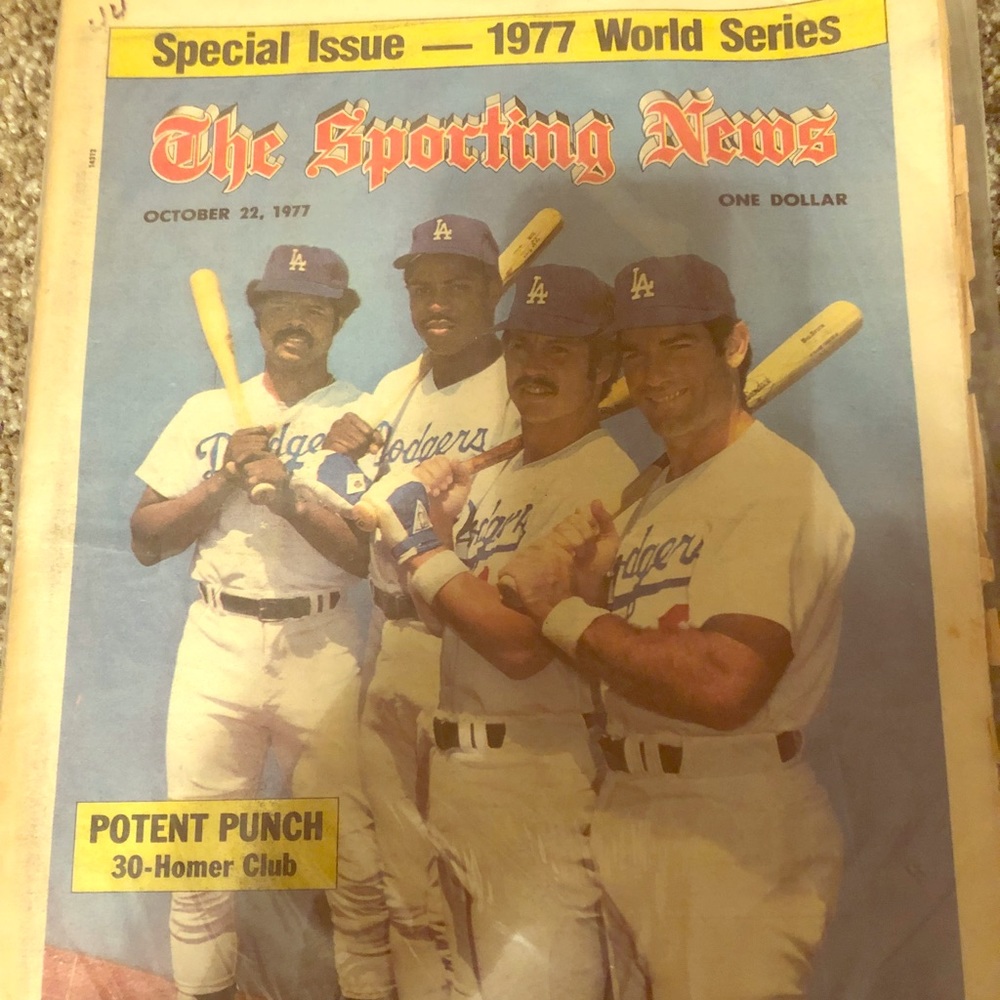 Special Issue — 1977 World Series
The Sporting News
OCTOBER 22, 1977
ONE DOLLAR
LA
LA
LA
LA
Dodgers
Dodgers
Dodgers
POTENT PUNCH
30-Homer Club